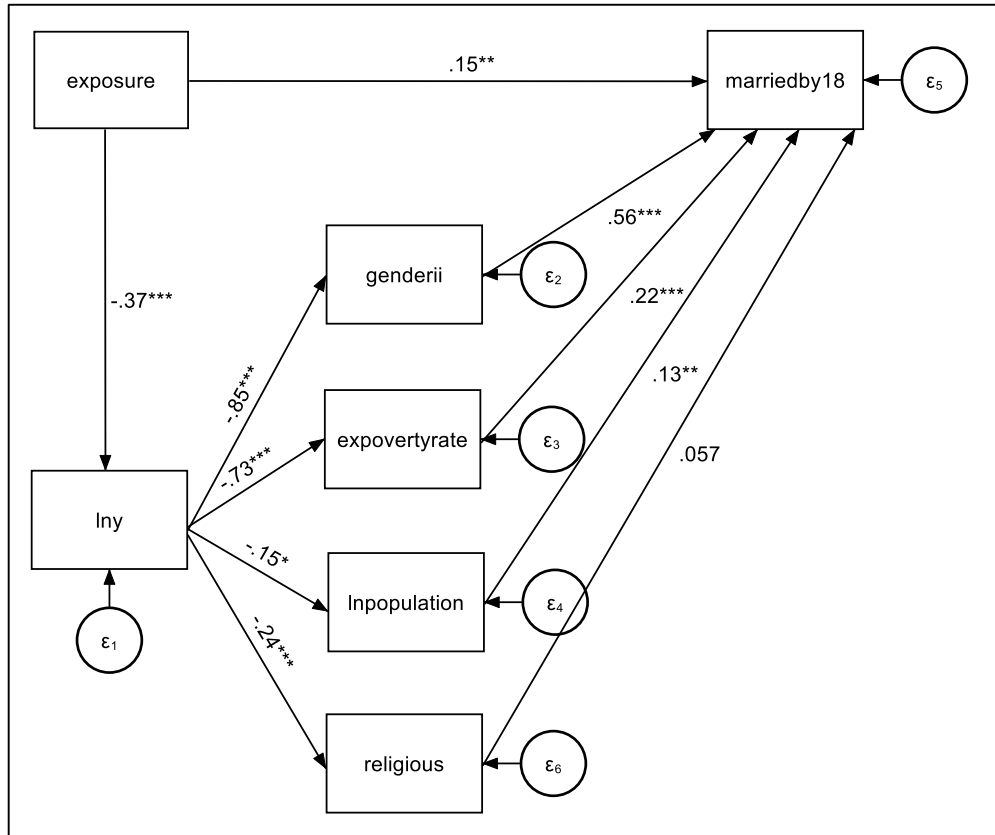 exposure
.15**
marriedby18
ε₅
-.37***
genderii
ε₂
.56***
-.85***
.22***
expovertyrate
ε₃
-.73***
.13**
.057
lny
ε₁
-.15*
lnpopulation
ε₄
-.24***
religious
ε₆